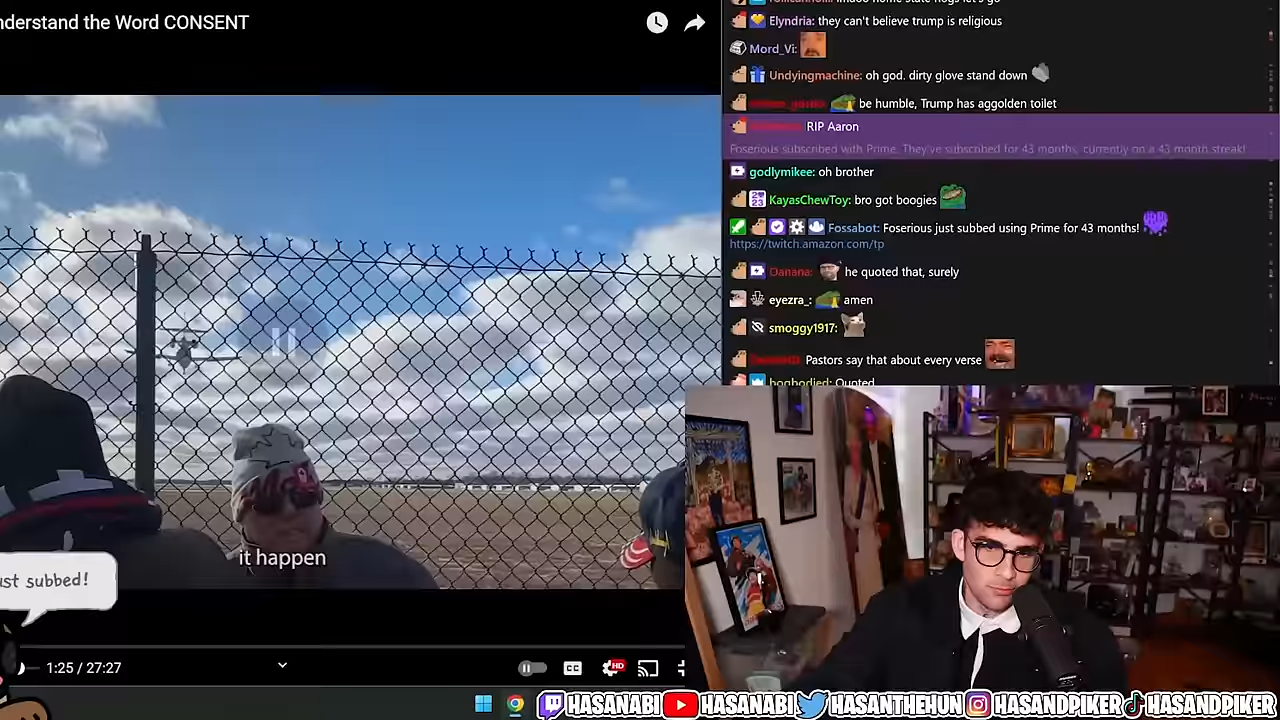 nderstand the Word CONSENT
Elyndria: they can't believe trump is religious
Mord_Vi:
Undyingmachine: oh god. dirty glove stand down
be humble, Trump has aggolden toilet
RIP Aaron
Foserious subscribed with Prime. They've subscribed for 43 months, currently on a 43 month streak!
godlymikee: oh brother
KayasChewToy: bro got boogies
Fossabot: Foserious just subbed using Prime for 43 months!
https://twitch.amazon.com/tp
he quoted that, surely
eyezra_: amen
smoggy1917:
Pastors say that about every verse
hogbodied: Quoted
it happen
ust subbed!
1:25 / 27:27
CC
HD
HASANABI
HASANABI
HASANTHEHUN
HASANDPIKER
HASANDPIKER